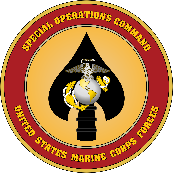 SPECIAL OPERATIONS COMMAND
UNITED STATES MARINE CORPS FORCES